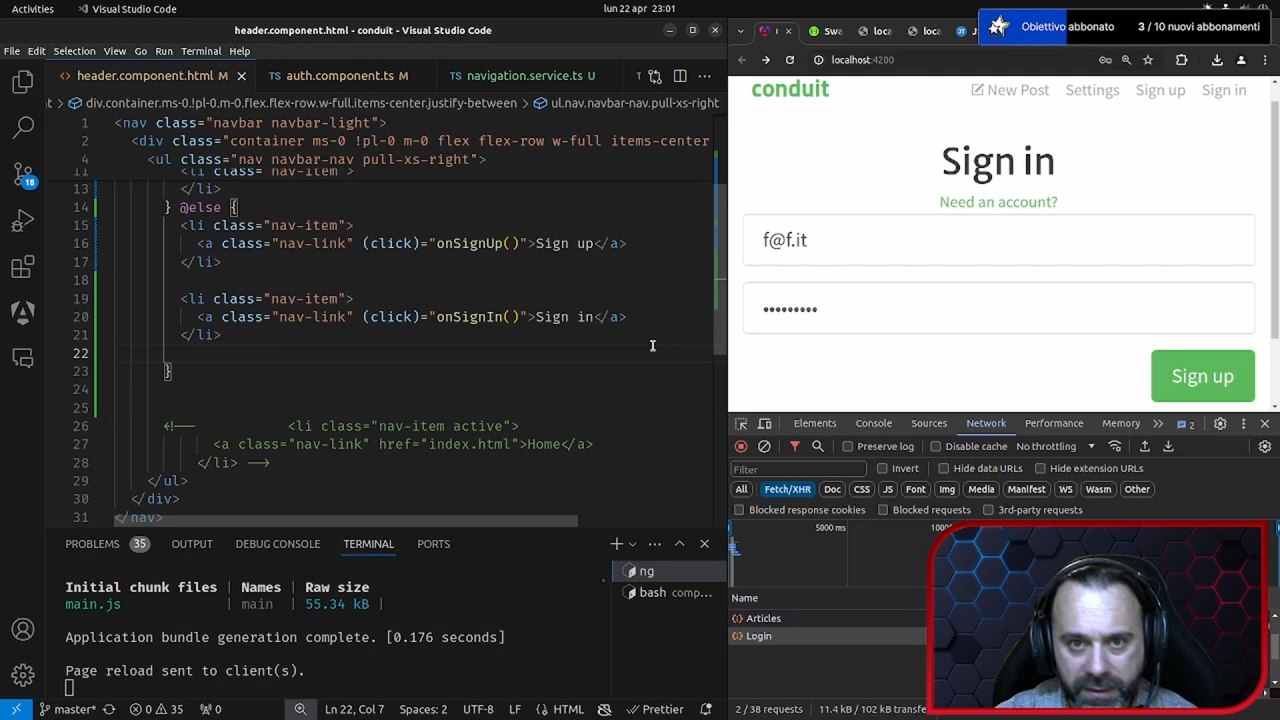 Activities
Visual Studio Code
lun 22 apr 23:01
header.component.html - conduit - Visual Studio Code
Obiettivo abbonato
3 / 10 nuovi abbonamenti
File Edit Selection View Go Run Terminal Help
header.component.html M
auth.component.ts M
navigation.service.ts U
div.container.ms-0.!pl-0.m-0.flex.flex-row.w-full.items-center.justify-between > ul.nav.navbar-nav.pull-xs-right
1 <nav class="navbar navbar-light">
2 <div class="container ms-0 !pl-0 m-0 flex flex-row w-full items-center
4 <ul class="nav navbar-nav pull-xs-right">
11 <li class="nav-item">
13 </li>
14 } @else {
15 <li class="nav-item">
16 <a class="nav-link" (click)="onSignUp()">Sign up</a>
17 </li>
18
19 <li class="nav-item">
20 <a class="nav-link" (click)="onSignIn()">Sign in</a>
21 </li>
22
23 }
24
25
26 <!-- <li class="nav-item active">
27 <a class="nav-link" href="index.html">Home</a>
28 </li> -->
29 </ul>
30 </div>
31 </nav>
PROBLEMS 35 OUTPUT DEBUG CONSOLE TERMINAL PORTS
Initial chunk files | Names | Raw size
main.js | main | 55.34 kB |
Application bundle generation complete. [0.176 seconds]
Page reload sent to client(s).
ng
bash comp...
18
master* 0 35 Ln 22, Col 7 Spaces: 2 UTF-8 LF HTML Prettier
Swa
loca
loca
localhost:4200
conduit
New Post Settings Sign up Sign in
Sign in
Need an account?
f@f.it
•••••••••
Sign up
Elements Console Sources Network Performance Memory 2
Preserve log Disable cache No throttling
Filter Invert Hide data URLs Hide extension URLs
All Fetch/XHR Doc CSS JS Font Img Media Manifest WS Wasm Other
Blocked response cookies Blocked requests 3rd-party requests
5000 ms
Name
Articles
Login
2 / 38 requests 11.4 kB / 102 kB transfe